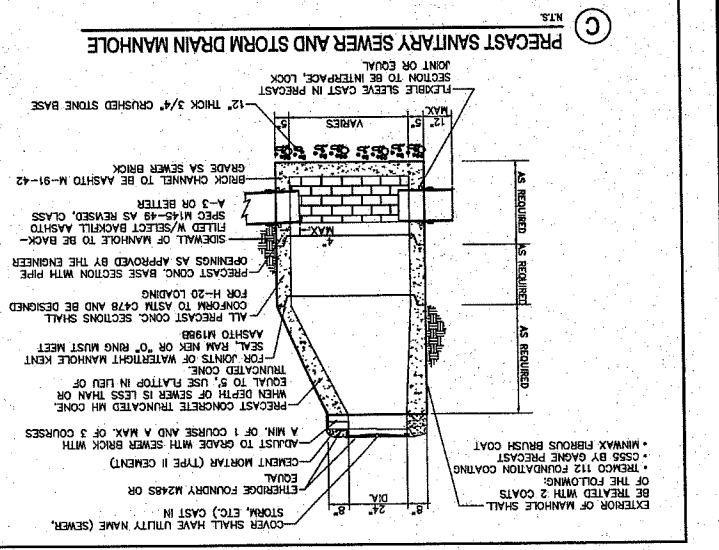 COVER SHALL HAVE UTILITY NAME (SEWER,
STORM, ETC.) CAST IN
8"
24"
DIA.
8"
ETHERIDGE FOUNDRY M248S OR
EQUAL
CEMENT MORTAR (TYPE II CEMENT)
ADJUST TO GRADE WITH SEWER BRICK WITH
A MIN. OF 1 COURSE AND A MAX. OF 3 COURSES
PRECAST CONCRETE TRUNCATED MH CONE.
WHEN DEPTH OF SEWER IS LESS THAN OR
EQUAL TO 5', USE FLATTOP IN LIEU OF
TRUNCATED CONE.
FOR JOINTS OF WATERTIGHT MANHOLE KENT
SEAL, RAM NEK OR "O" RING MUST MEET
AASHTO M198B
ALL PRECAST CONC. SECTIONS SHALL
CONFORM TO ASTM C478 AND BE DESIGNED
FOR H-20 LOADING
PRECAST CONC. BASE SECTION WITH PIPE
OPENINGS AS APPROVED BY THE ENGINEER
SIDEWALL OF MANHOLE TO BE BACK-
FILLED W/SELECT BACKFILL AASHTO
SPEC M145-49 AS REVISED, CLASS
A-3 OR BETTER
BRICK CHANNEL TO BE AASHTO M-91-42
GRADE SA SEWER BRICK
12" THICK 3/4" CRUSHED STONE BASE
EXTERIOR OF MANHOLE SHALL
BE TREATED WITH 2 COATS
OF THE FOLLOWING:
• TREMCO 112 FOUNDATION COATING
• C555 BY GAGNE PRECAST
• MINWAX FIBROUS BRUSH COAT
AS REQUIRED
AS REQUIRED
AS REQUIRED
4"
MAX.
12"
MAX.
5"
VARIES
5"
FLEXIBLE SLEEVE CAST IN PRECAST
SECTION TO BE INTERPACE, LOCK,
JOINT OR EQUAL
C
PRECAST SANITARY SEWER AND STORM DRAIN MANHOLE
N.T.S.